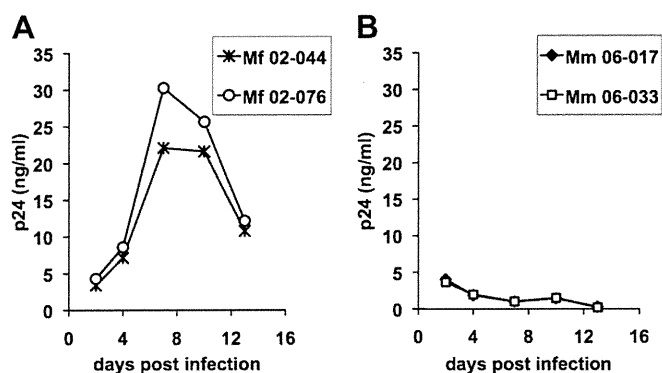 A
Mf 02-044
Mf 02-076
p24 (ng/ml)
35
30
25
20
15
10
5
0
0 4 8 12 16
days post infection
B
Mm 06-017
Mm 06-033
p24 (ng/ml)
35
30
25
20
15
10
5
0
0 4 8 12 16
days post infection